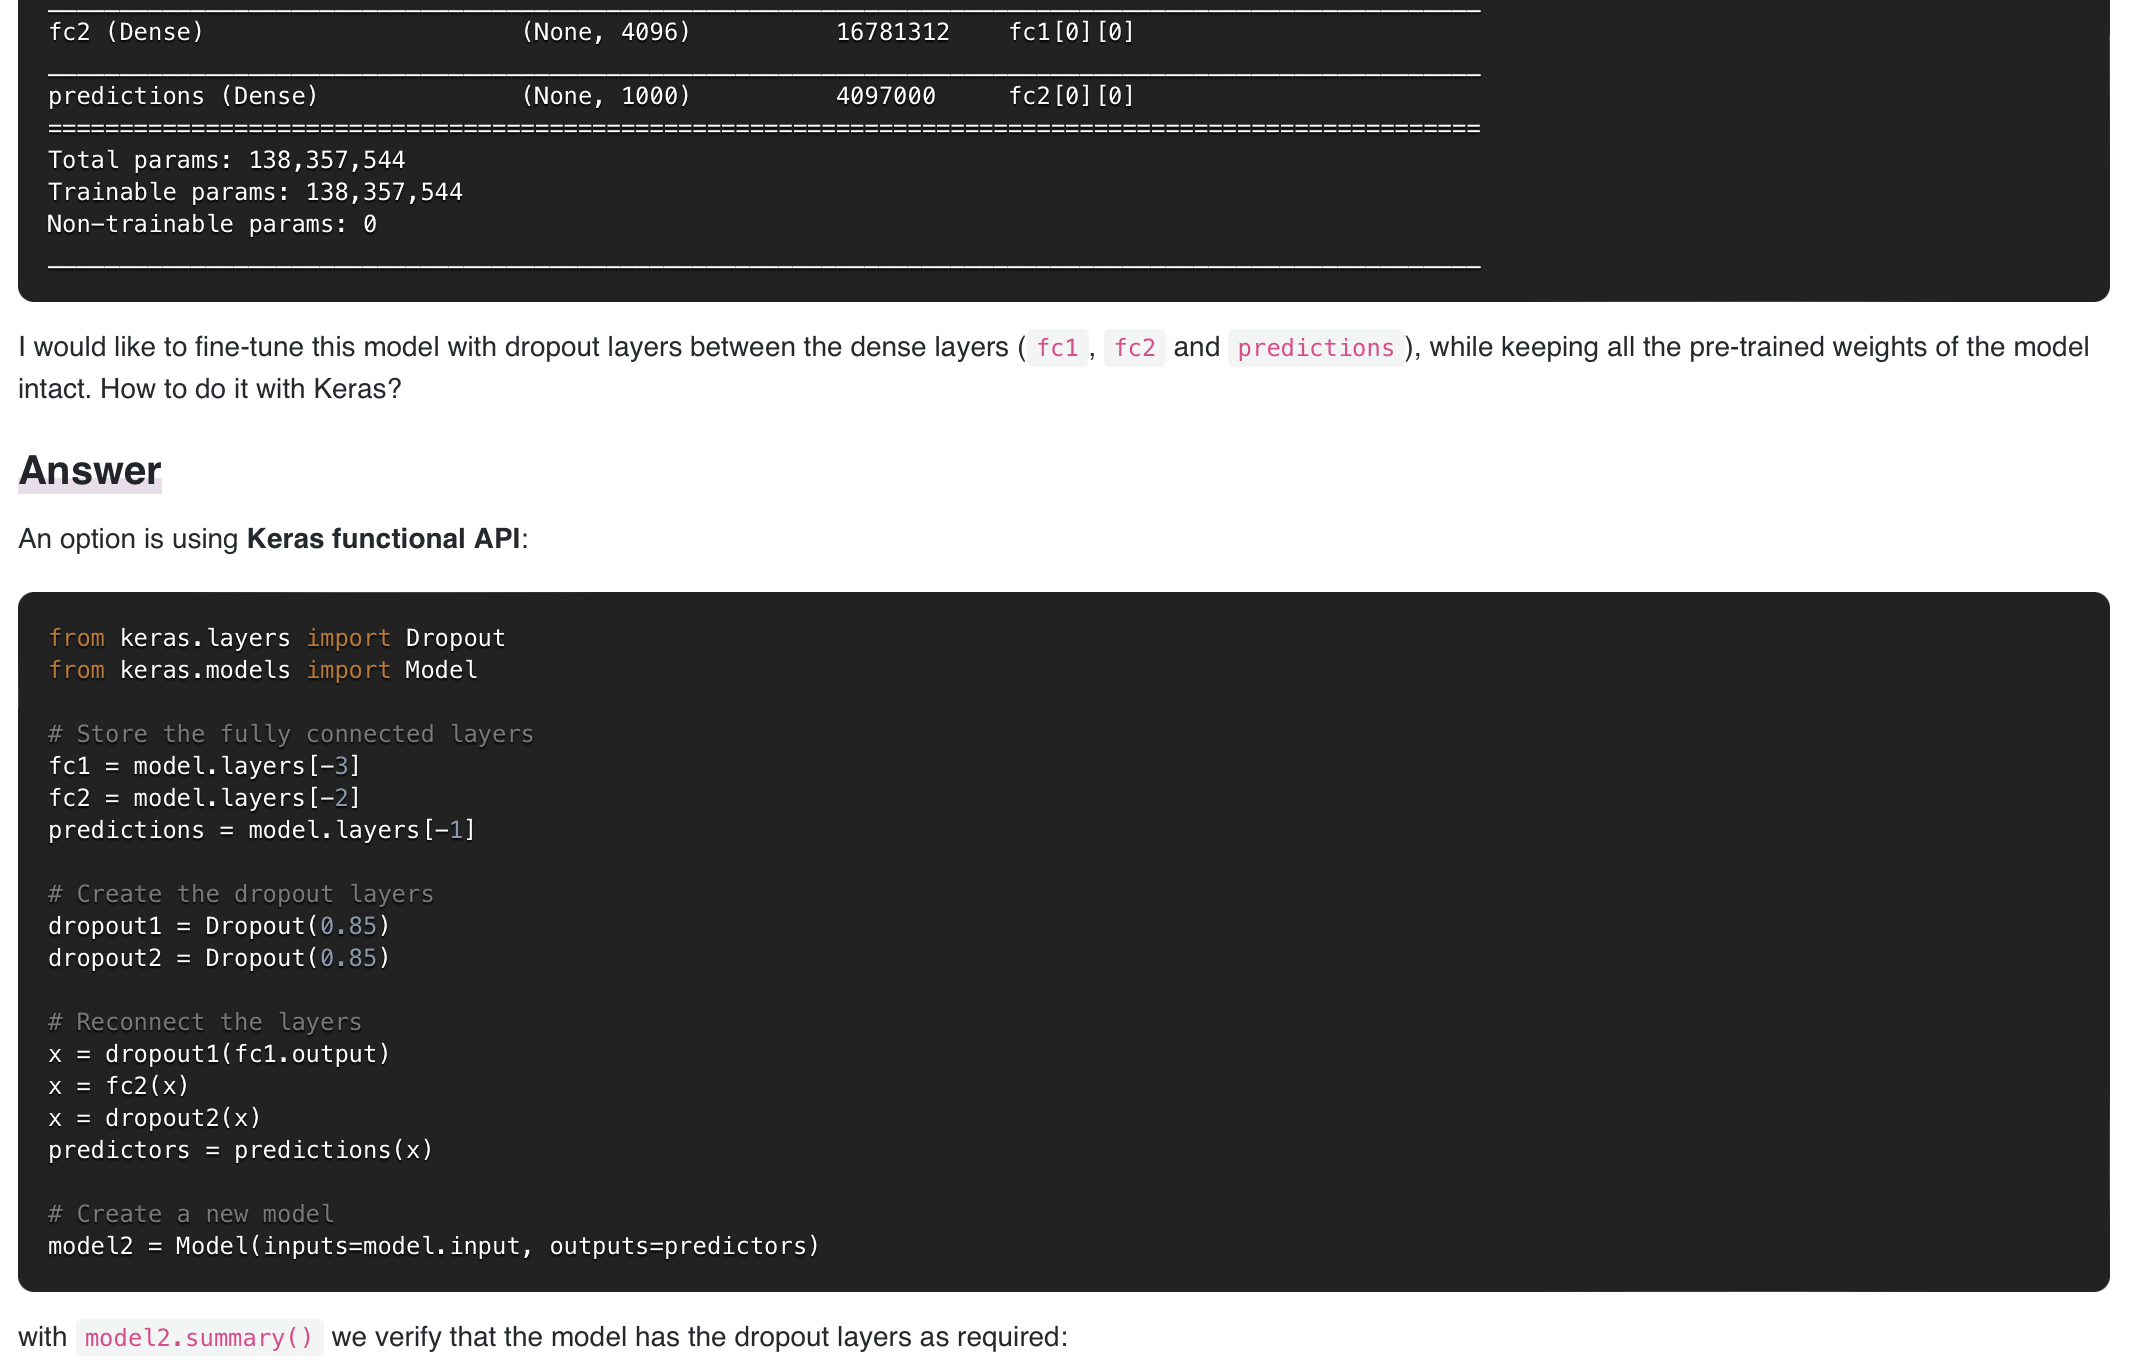 fc2 (Dense)                      (None, 4096)          16781312    fc1[0][0]
predictions (Dense)              (None, 1000)          4097000     fc2[0][0]
====================================================================================================
Total params: 138,357,544
Trainable params: 138,357,544
Non-trainable params: 0
I would like to fine-tune this model with dropout layers between the dense layers ( fc1 , fc2 and predictions ), while keeping all the pre-trained weights of the model
intact. How to do it with Keras?
Answer
An option is using Keras functional API:
from keras.layers import Dropout
from keras.models import Model
# Store the fully connected layers
fc1 = model.layers[-3]
fc2 = model.layers[-2]
predictions = model.layers[-1]
# Create the dropout layers
dropout1 = Dropout(0.85)
dropout2 = Dropout(0.85)
# Reconnect the layers
x = dropout1(fc1.output)
x = fc2(x)
x = dropout2(x)
predictors = predictions(x)
# Create a new model
model2 = Model(inputs=model.input, outputs=predictors)
with model2.summary() we verify that the model has the dropout layers as required: